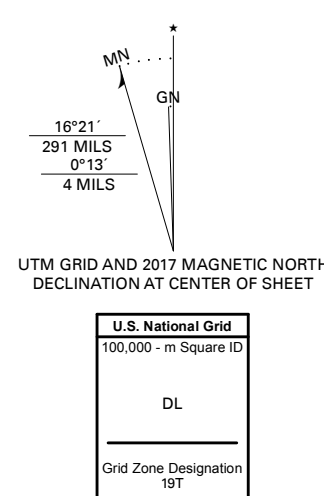 ★
MN
GN
16°21´
291 MILS
0°13´
4 MILS
UTM GRID AND 2017 MAGNETIC NORTH
DECLINATION AT CENTER OF SHEET
U.S. National Grid
100,000 - m Square ID
DL
Grid Zone Designation
19T